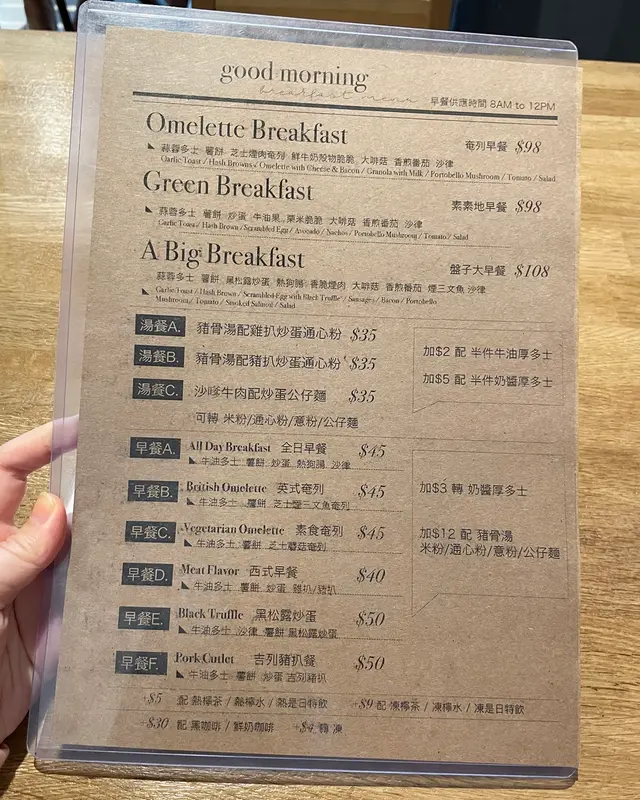 good morning
breakfast menu
早餐供應時間 8AM to 12PM
Omelette Breakfast 奄列早餐 $98
蒜蓉多士 薯餅 芝士煙肉奄列 鮮牛奶殼物脆脆 大啡菇 香煎番茄 沙律
Garlic Toast / Hash Browns / Omelette with Cheese & Bacon / Granola with Milk / Portobello Mushroom / Tomato / Salad
Green Breakfast 素素地早餐 $98
蒜蓉多士 薯餅 炒蛋 牛油果 栗米脆脆 大啡菇 香煎番茄 沙律
Garlic Toast / Hash Brown / Scrambled Egg / Avocado / Nachos / Portobello Mushroom / Tomato / Salad
A Big Breakfast 盤子大早餐 $108
蒜蓉多士 薯餅 黑松露炒蛋 熱狗腸 香脆煙肉 大啡菇 香煎番茄 煙三文魚 沙律
Garlic Toast / Hash Brown / Scrambled Egg with Black Truffle / Sausages / Bacon / Portobello
Mushroom / Tomato / Smoked Salmon / Salad
湯餐A. 豬骨湯配雞扒炒蛋通心粉 $35
湯餐B. 豬骨湯配豬扒炒蛋通心粉 $35
湯餐C. 沙嗲牛肉配炒蛋公仔麵 $35
可轉 米粉/通心粉/意粉/公仔麵
加$2 配 半件牛油厚多士
加$5 配 半件奶醬厚多士
早餐A. All Day Breakfast 全日早餐 $45
牛油多士 薯餅 炒蛋 熱狗腸 沙律
早餐B. British Omelette 英式奄列 $45
牛油多士 薯餅 芝士煙三文魚奄列
早餐C. Vegetarian Omelette 素食奄列 $45
牛油多士 薯餅 芝士蘑菇奄列
早餐D. Meat Flavor 西式早餐 $40
牛油多士 薯餅 炒蛋 雞扒/豬扒
早餐E. Black Truffle 黑松露炒蛋 $50
牛油多士 沙律 薯餅 黑松露炒蛋
早餐F. Pork Cutlet 吉列豬扒餐 $50
牛油多士 薯餅 炒蛋 吉列豬扒
加$3 轉 奶醬厚多士
加$12 配 豬骨湯
米粉/通心粉/意粉/公仔麵
+$5 配 熱檸茶 / 熱檸水 / 熱是日特飲 +$9 配 凍檸茶 / 凍檸水 / 凍是日特飲
+$30 配 黑咖啡 / 鮮奶咖啡 +$4 轉 凍